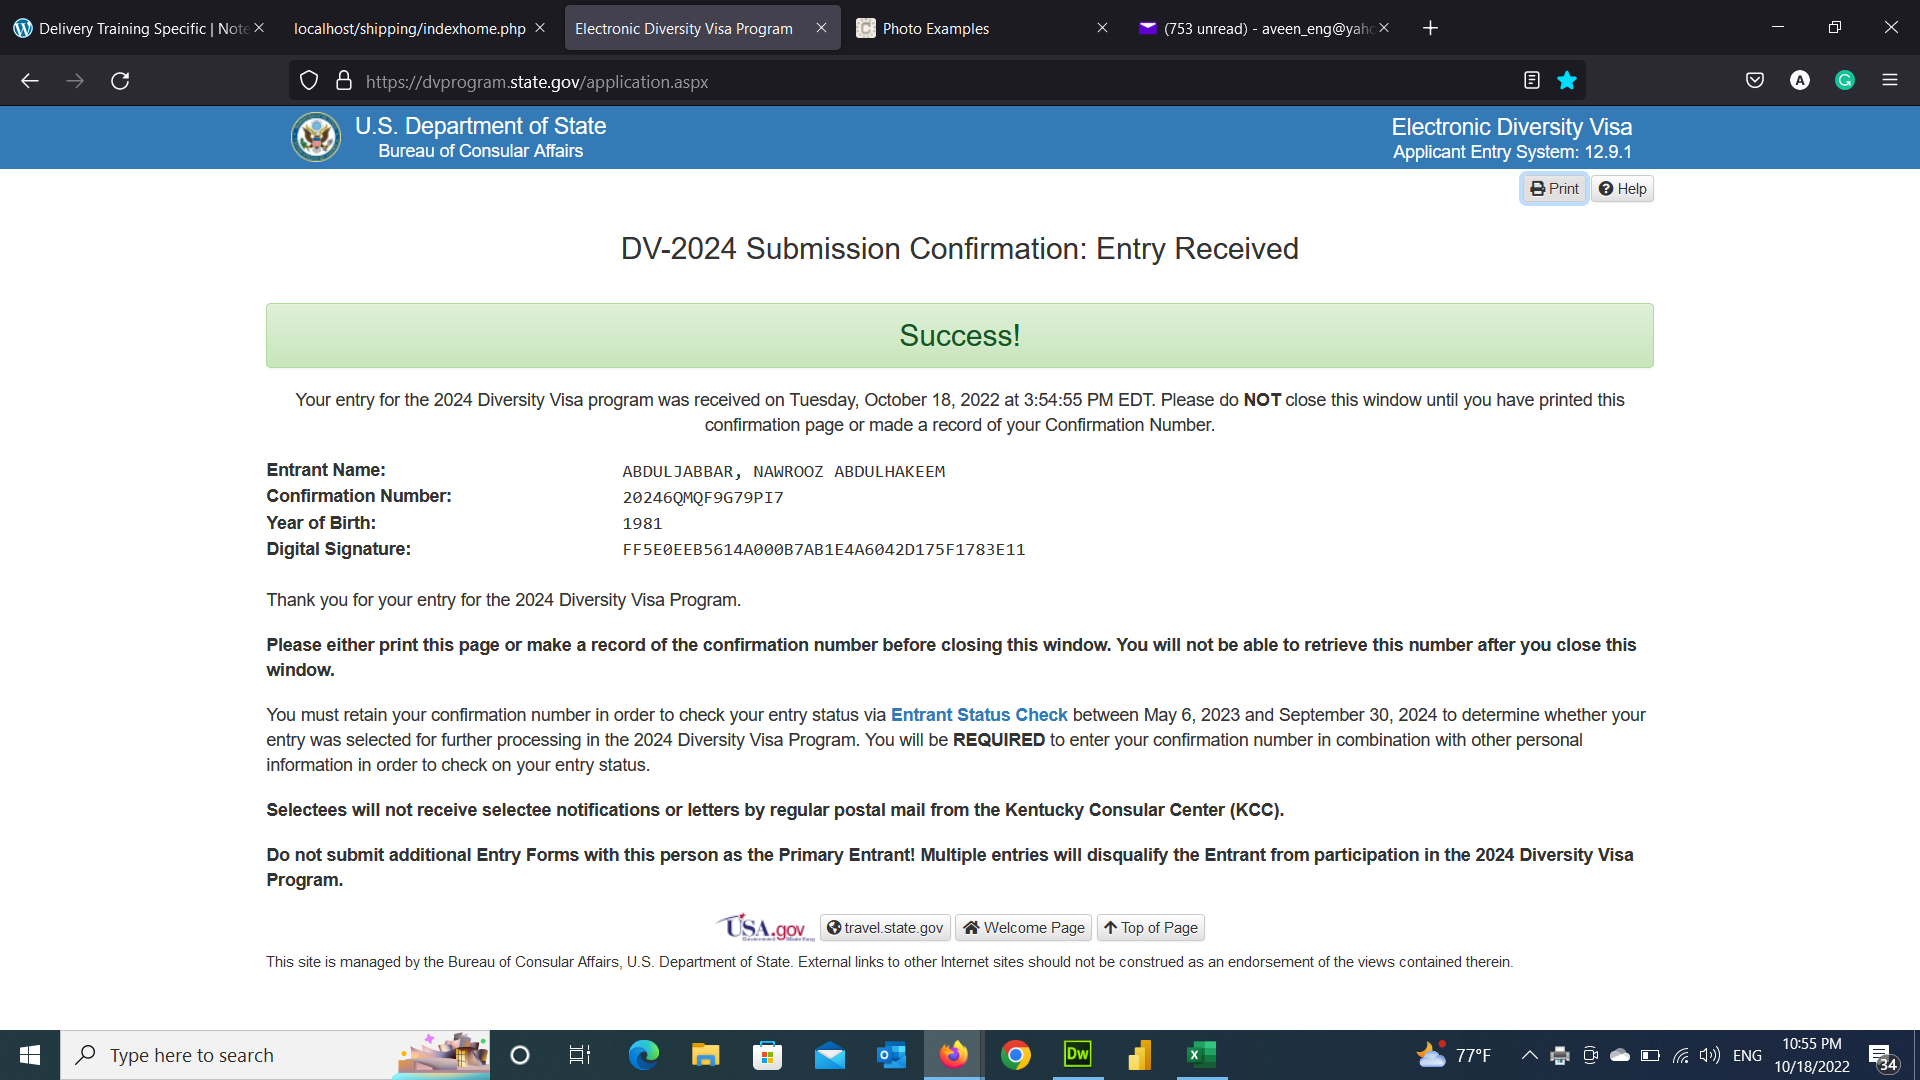 Delivery Training Specific | Note
localhost/shipping/indexhome.php
Electronic Diversity Visa Program
Photo Examples
(753 unread) - aveen_eng@yaho
https://dvprogram.state.gov/application.aspx
U.S. Department of State
Bureau of Consular Affairs
Electronic Diversity Visa
Applicant Entry System: 12.9.1
Print
Help
DV-2024 Submission Confirmation: Entry Received
Success!
Your entry for the 2024 Diversity Visa program was received on Tuesday, October 18, 2022 at 3:54:55 PM EDT. Please do NOT close this window until you have printed this
confirmation page or made a record of your Confirmation Number.
Entrant Name: ABDULJABBAR, NAWROOZ ABDULHAKEEM
Confirmation Number: 20246QMQF9G79PI7
Year of Birth: 1981
Digital Signature: FF5E0EEB5614A000B7AB1E4A6042D175F1783E11
Thank you for your entry for the 2024 Diversity Visa Program.
Please either print this page or make a record of the confirmation number before closing this window. You will not be able to retrieve this number after you close this
window.
You must retain your confirmation number in order to check your entry status via Entrant Status Check between May 6, 2023 and September 30, 2024 to determine whether your
entry was selected for further processing in the 2024 Diversity Visa Program. You will be REQUIRED to enter your confirmation number in combination with other personal
information in order to check on your entry status.
Selectees will not receive selectee notifications or letters by regular postal mail from the Kentucky Consular Center (KCC).
Do not submit additional Entry Forms with this person as the Primary Entrant! Multiple entries will disqualify the Entrant from participation in the 2024 Diversity Visa
Program.
USA.gov
travel.state.gov
Welcome Page
Top of Page
This site is managed by the Bureau of Consular Affairs, U.S. Department of State. External links to other Internet sites should not be construed as an endorsement of the views contained therein.
Type here to search
Dw
77°F
ENG
10:55 PM
10/18/2022
34